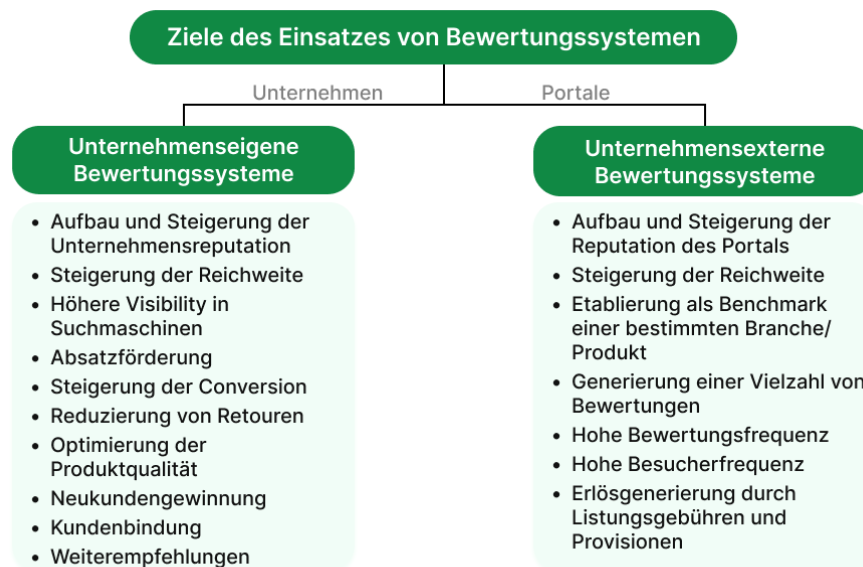 Ziele des Einsatzes von Bewertungssystemen
Unternehmen
Portale
Unternehmenseigene
Bewertungssysteme
• Aufbau und Steigerung der
Unternehmensreputation
• Steigerung der Reichweite
• Höhere Visibility in
Suchmaschinen
• Absatzförderung
• Steigerung der Conversion
• Reduzierung von Retouren
• Optimierung der
Produktqualität
• Neukundengewinnung
• Kundenbindung
• Weiterempfehlungen
Unternehmensexterne
Bewertungssysteme
• Aufbau und Steigerung der
Reputation des Portals
• Steigerung der Reichweite
• Etablierung als Benchmark
einer bestimmten Branche/
Produkt
• Generierung einer Vielzahl von
Bewertungen
• Hohe Bewertungsfrequenz
• Hohe Besucherfrequenz
• Erlösgenerierung durch
Listungsgebühren und
Provisionen